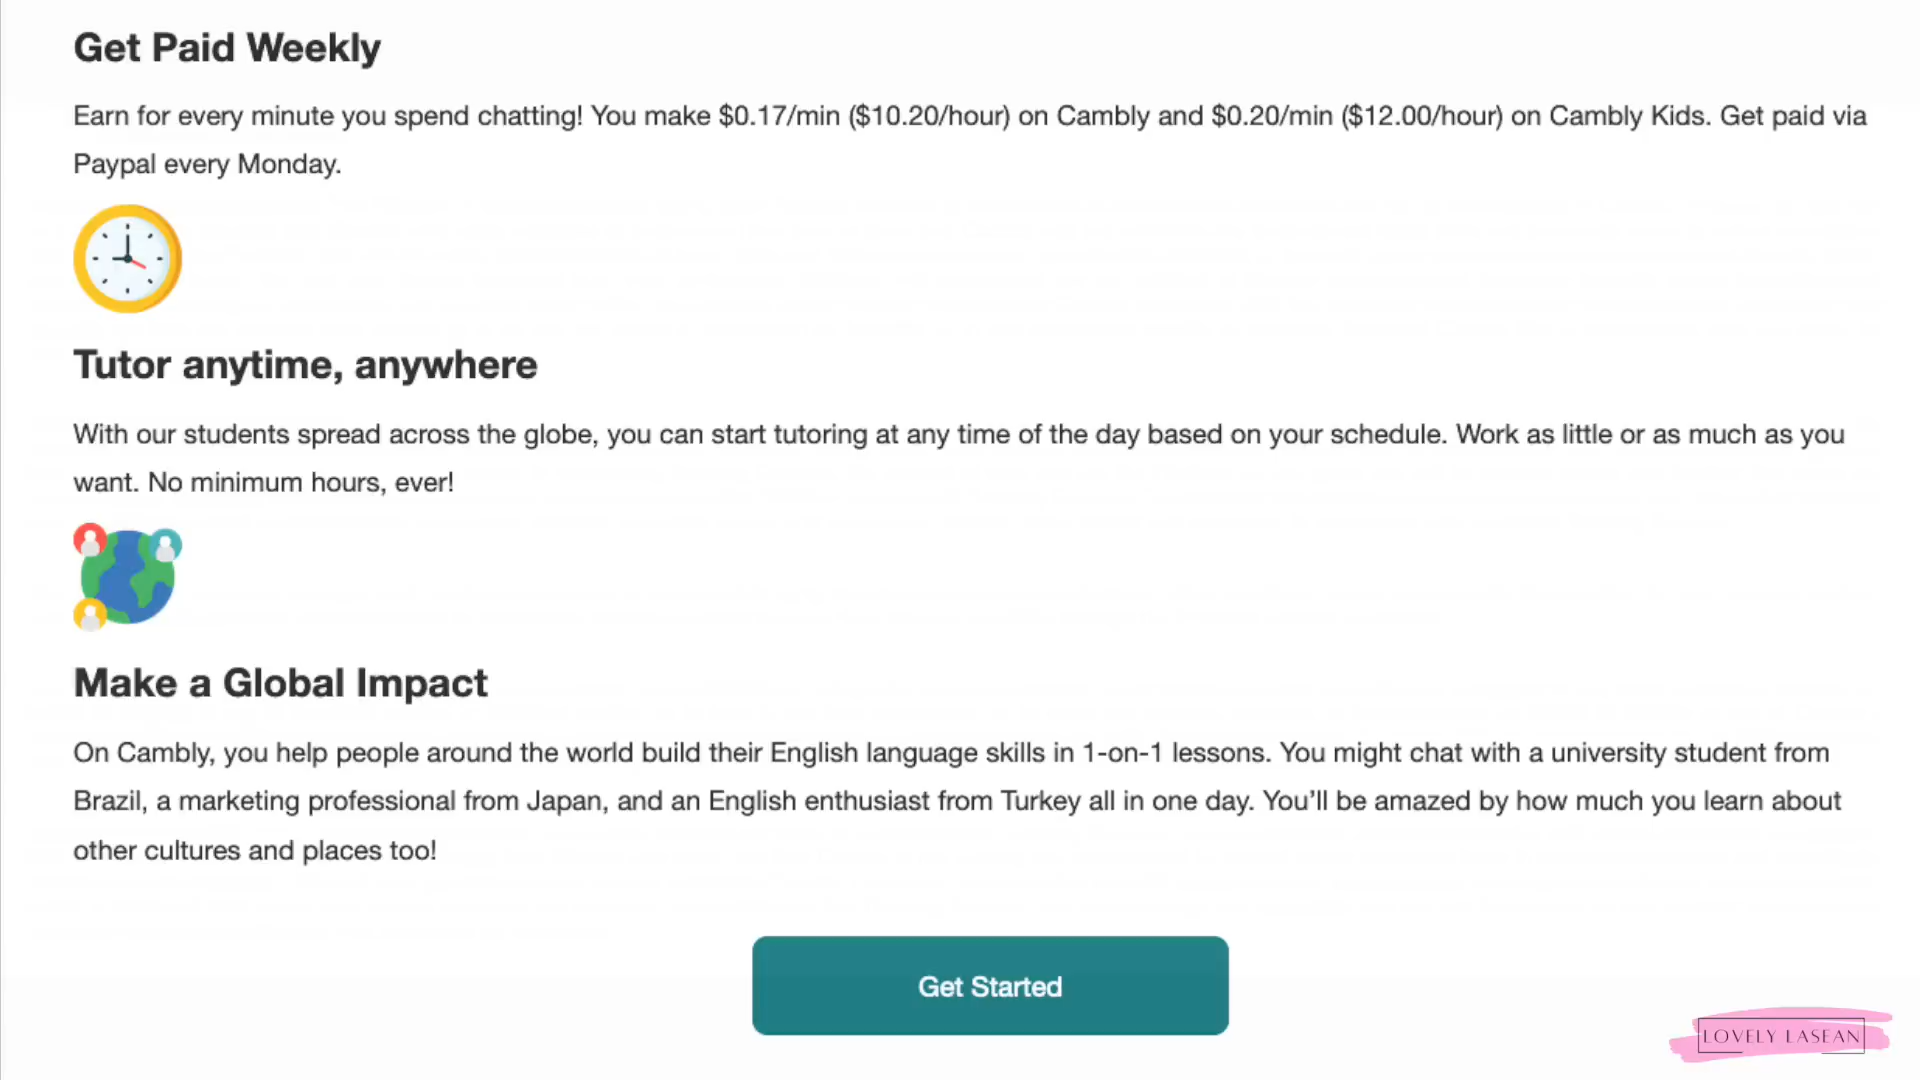 Get Paid Weekly
Earn for every minute you spend chatting! You make $0.17/min ($10.20/hour) on Cambly and $0.20/min ($12.00/hour) on Cambly Kids. Get paid via
Paypal every Monday.
Tutor anytime, anywhere
With our students spread across the globe, you can start tutoring at any time of the day based on your schedule. Work as little or as much as you
want. No minimum hours, ever!
Make a Global Impact
On Cambly, you help people around the world build their English language skills in 1-on-1 lessons. You might chat with a university student from
Brazil, a marketing professional from Japan, and an English enthusiast from Turkey all in one day. You’ll be amazed by how much you learn about
other cultures and places too!
Get Started
LOVELY LASEAN